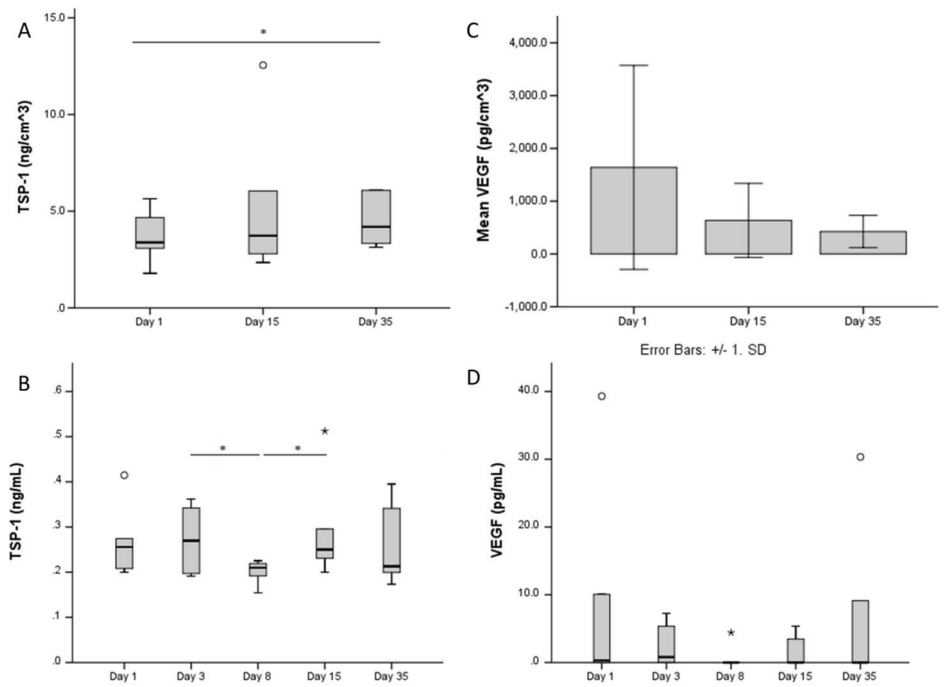 A
TSP-1 (ng/cm^3)
15.0
10.0
5.0
.0
*
Day 1 Day 15 Day 35
C
Mean VEGF (pg/cm^3)
4,000.0
3,000.0
2,000.0
1,000.0
0.0
-1,000.0
Day 1 Day 15 Day 35
Error Bars: +/- 1. SD
B
TSP-1 (ng/mL)
.6
.5
.4
.3
.2
.1
.0
* *
*
Day 1 Day 3 Day 8 Day 15 Day 35
D
VEGF (pg/mL)
40.0
30.0
20.0
10.0
.0
*
Day 1 Day 3 Day 8 Day 15 Day 35